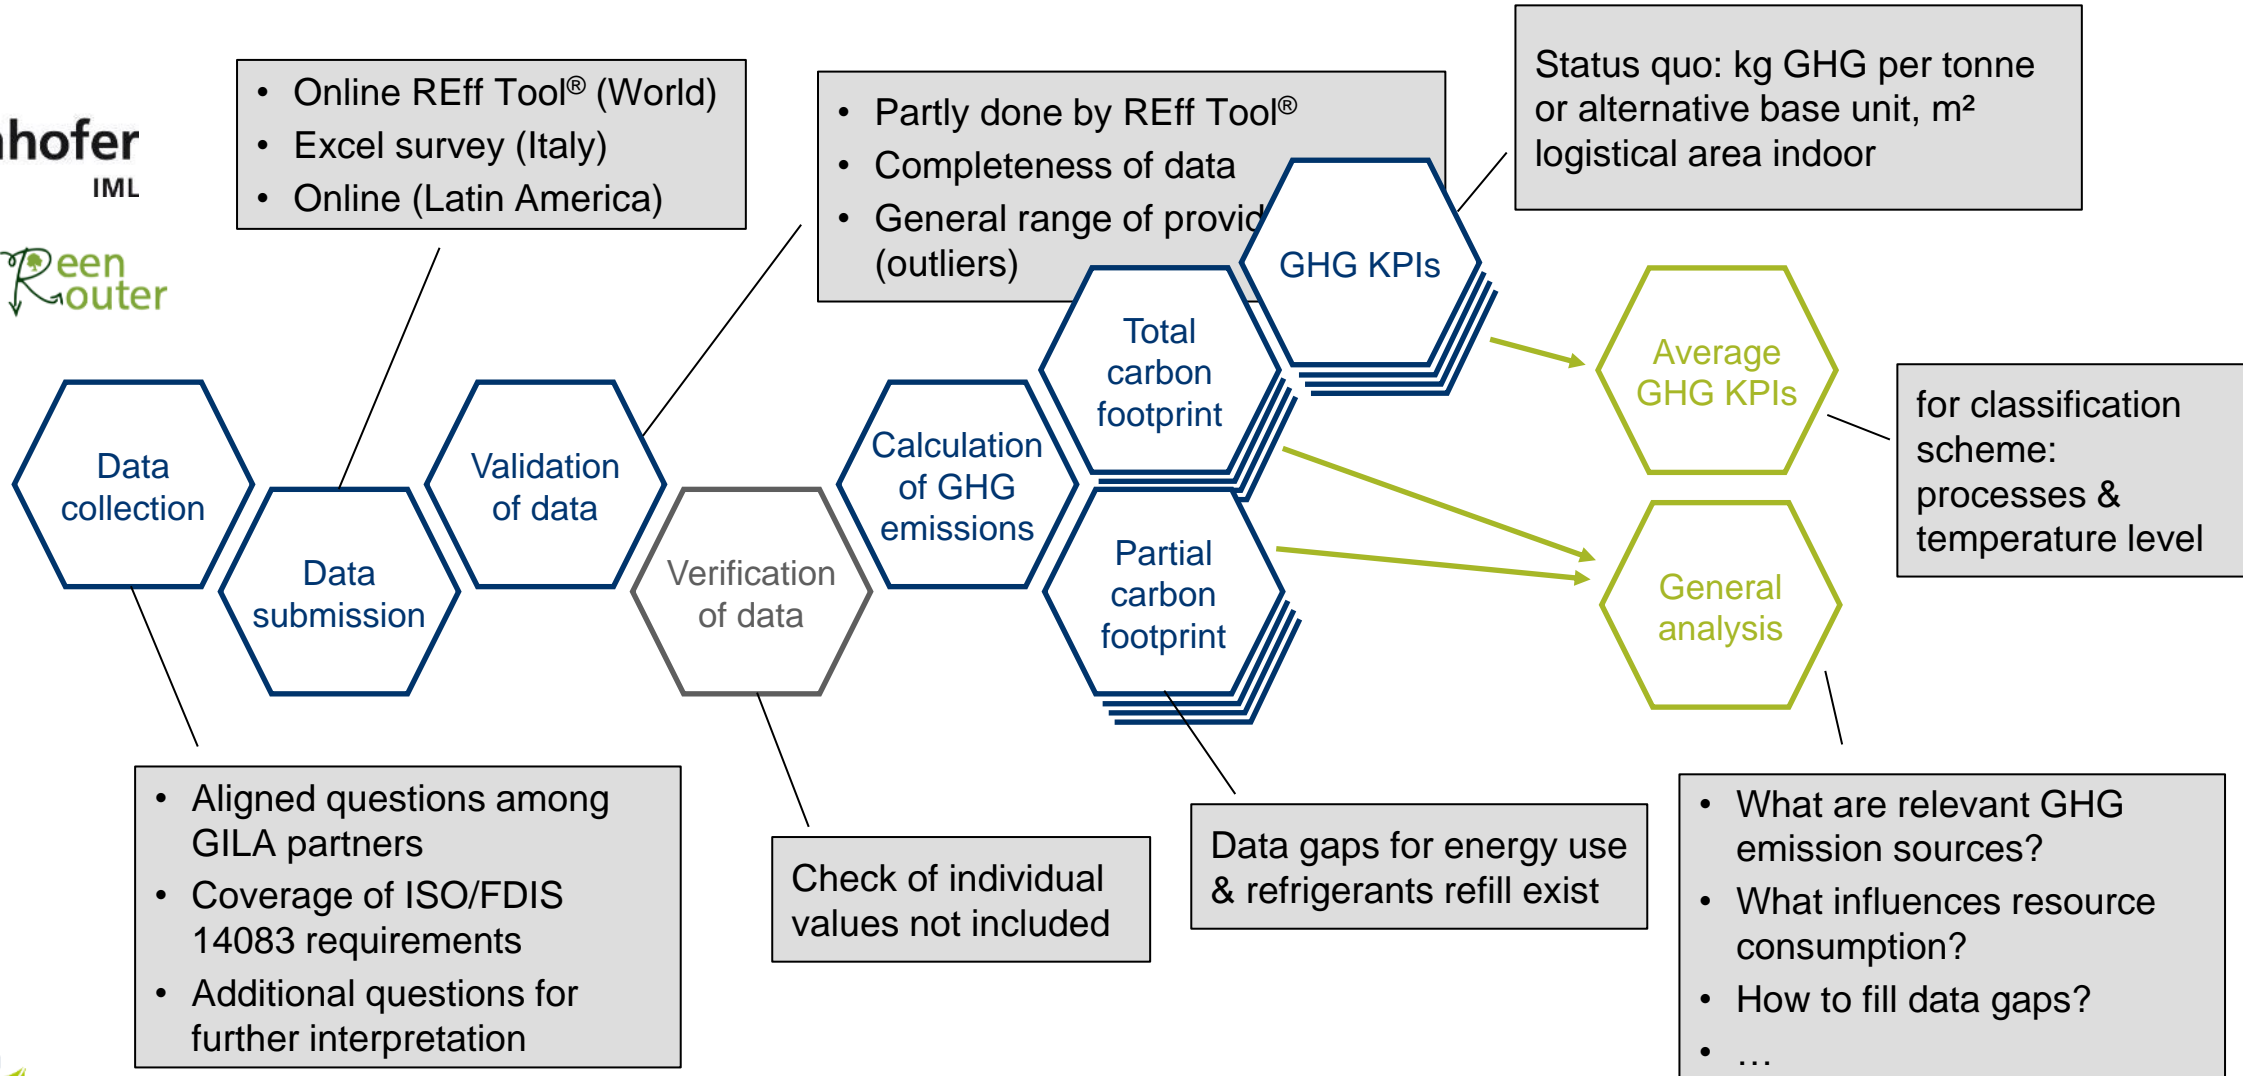 IML
een
outer
• Online REff Tool® (World)
• Excel survey (Italy)
• Online (Latin America)
• Partly done by REff Tool®
• Completeness of data
• General range of
(outliers)
Status quo: kg GHG per tonne
or alternative base unit, m²
logistical area indoor
Data
collection
Data
submission
Validation
of data
Verification
of data
Calculation
of GHG
emissions
Total
carbon
footprint
Partial
carbon
footprint
GHG KPIs
Average
GHG KPIs
General
analysis
for classification
scheme:
processes &
temperature level
• Aligned questions among
GILA partners
• Coverage of ISO/FDIS
14083 requirements
• Additional questions for
further interpretation
Check of individual
values not included
Data gaps for energy use
& refrigerants refill exist
• What are relevant GHG
emission sources?
• What influences resource
consumption?
• How to fill data gaps?
• …